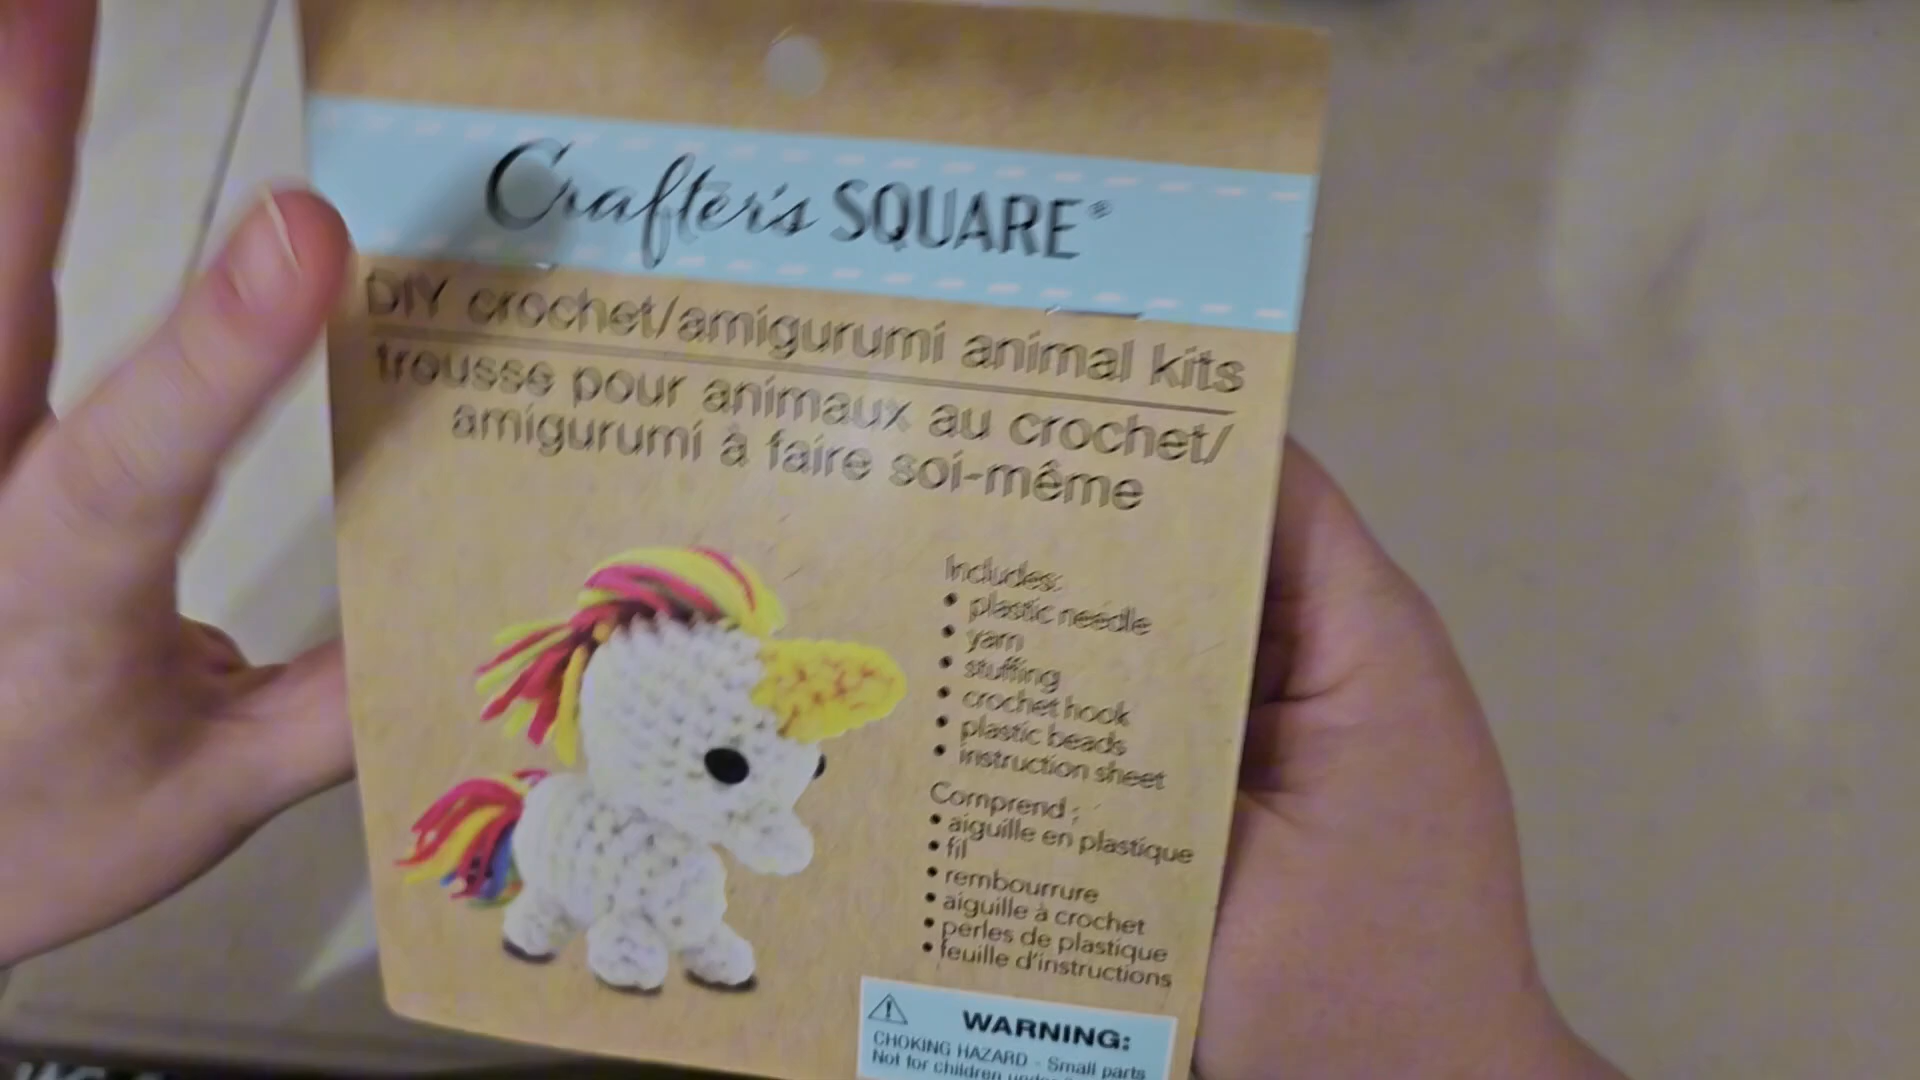 Crafter's SQUARE®
DIY crochet/amigurumi animal kits
trousse pour animaux au crochet/
amigurumi à faire soi-même
Includes:
• plastic needle
• yarn
• stuffing
• crochet hook
• plastic beads
• instruction sheet
Comprend :
• aiguille en plastique
• fil
• rembourrure
• aiguille à crochet
• perles de plastique
• feuille d'instructions
WARNING:
CHOKING HAZARD - Small parts
Not for children